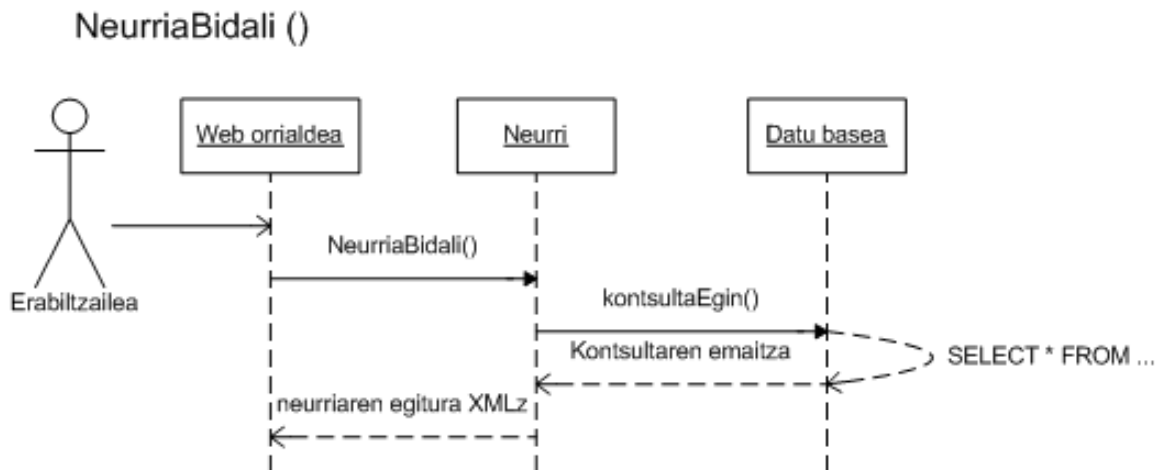 NeurriaBidali ()
Web orrialdea
Neurri
Datu basea
NeurriaBidali()
Erabiltzailea
kontsultaEgin()
Kontsultaren emaitza
SELECT * FROM ...
neurriaren egitura XMLz